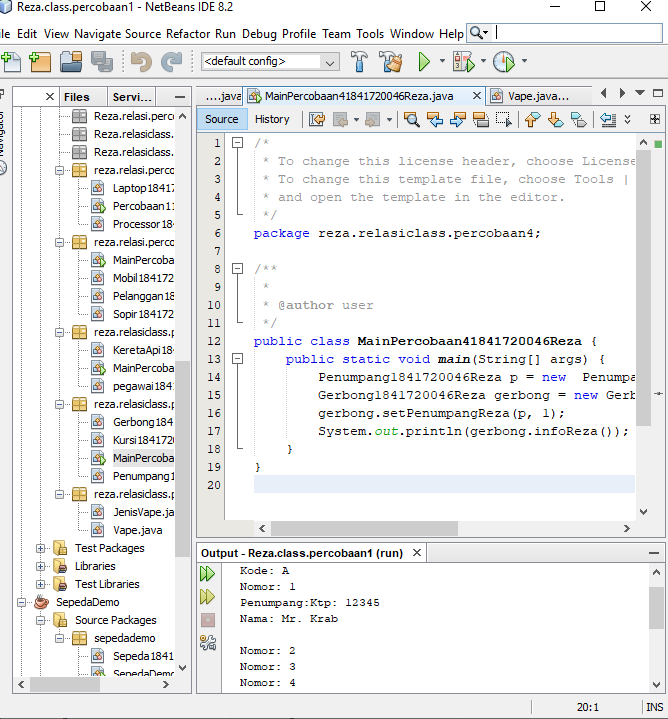 Reza.class.percobaan1 - NetBeans IDE 8.2
le Edit View Navigate Source Refactor Run Debug Profile Team Tools Window Help
<default config>
Files Servi...
....java MainPercobaan41841720046Reza.java Vape.java...
Navigator
Source History
Reza.relasi.perco
Reza.relasiclass.
Reza.relasiclass.
reza.relasi.perco
Laptop18417
Percobaan11
Processor184
reza.relasi.perco
MainPercoba
Mobil184172
Pelanggan18
Sopir184172
reza.relasiclass.p
KeretaApi18
MainPercoba
pegawai1841
reza.relasiclass.p
Gerbong184
Kursi184172
MainPercoba
Penumpang1
reza.relasiclass.p
JenisVape.ja
Vape.java
Test Packages
Libraries
Test Libraries
SepedaDemo
Source Packages
sepedademo
Sepeda1841
SepedaDemo
1 /*
2 * To change this license header, choose License
3 * To change this template file, choose Tools |
4 * and open the template in the editor.
5 */
6 package reza.relasiclass.percobaan4;
7
8 /**
9 *
10 * @author user
11 */
12 public class MainPercobaan41841720046Reza {
13 public static void main(String[] args) {
14 Penumpang1841720046Reza p = new Penumpa
15 Gerbong1841720046Reza gerbong = new Gerb
16 gerbong.setPenumpangReza(p, 1);
17 System.out.println(gerbong.infoReza());
18 }
19 }
20
Output - Reza.class.percobaan1 (run)
Kode: A
Nomor: 1
Penumpang:Ktp: 12345
Nama: Mr. Krab
Nomor: 2
Nomor: 3
Nomor: 4
20:1 INS